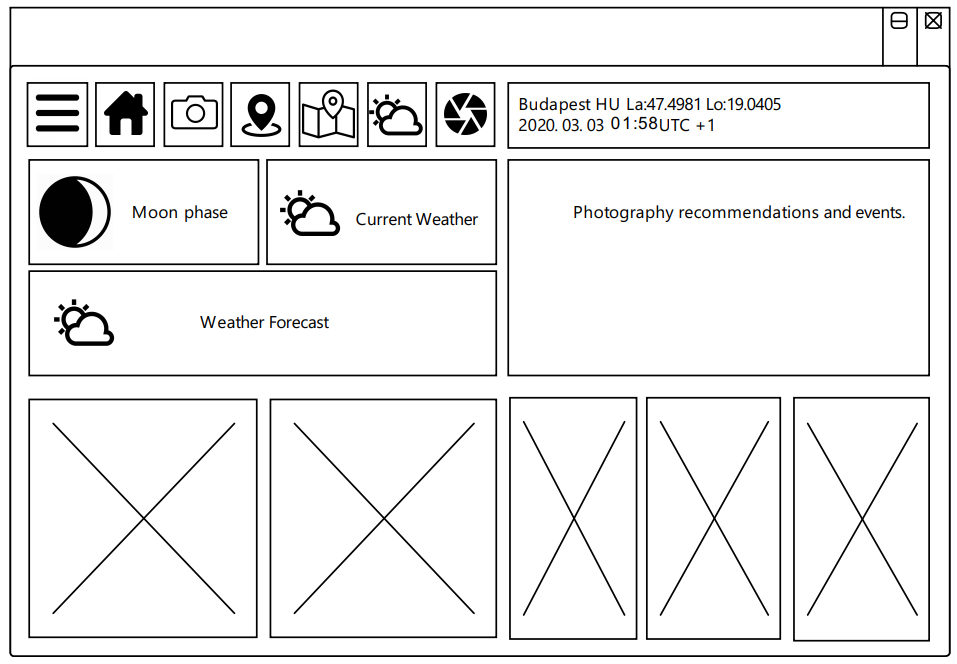 Budapest HU La:47.4981 Lo:19.0405
2020. 03. 03 01:58UTC +1
Moon phase
Current Weather
Photography recommendations and events.
Weather Forecast